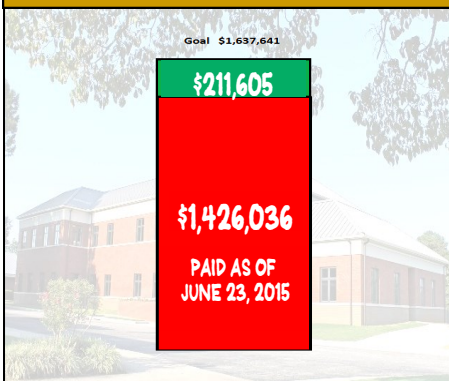 Goal $1,637,641
$211,605
$1,426,036
PAID AS OF
JUNE 23, 2015